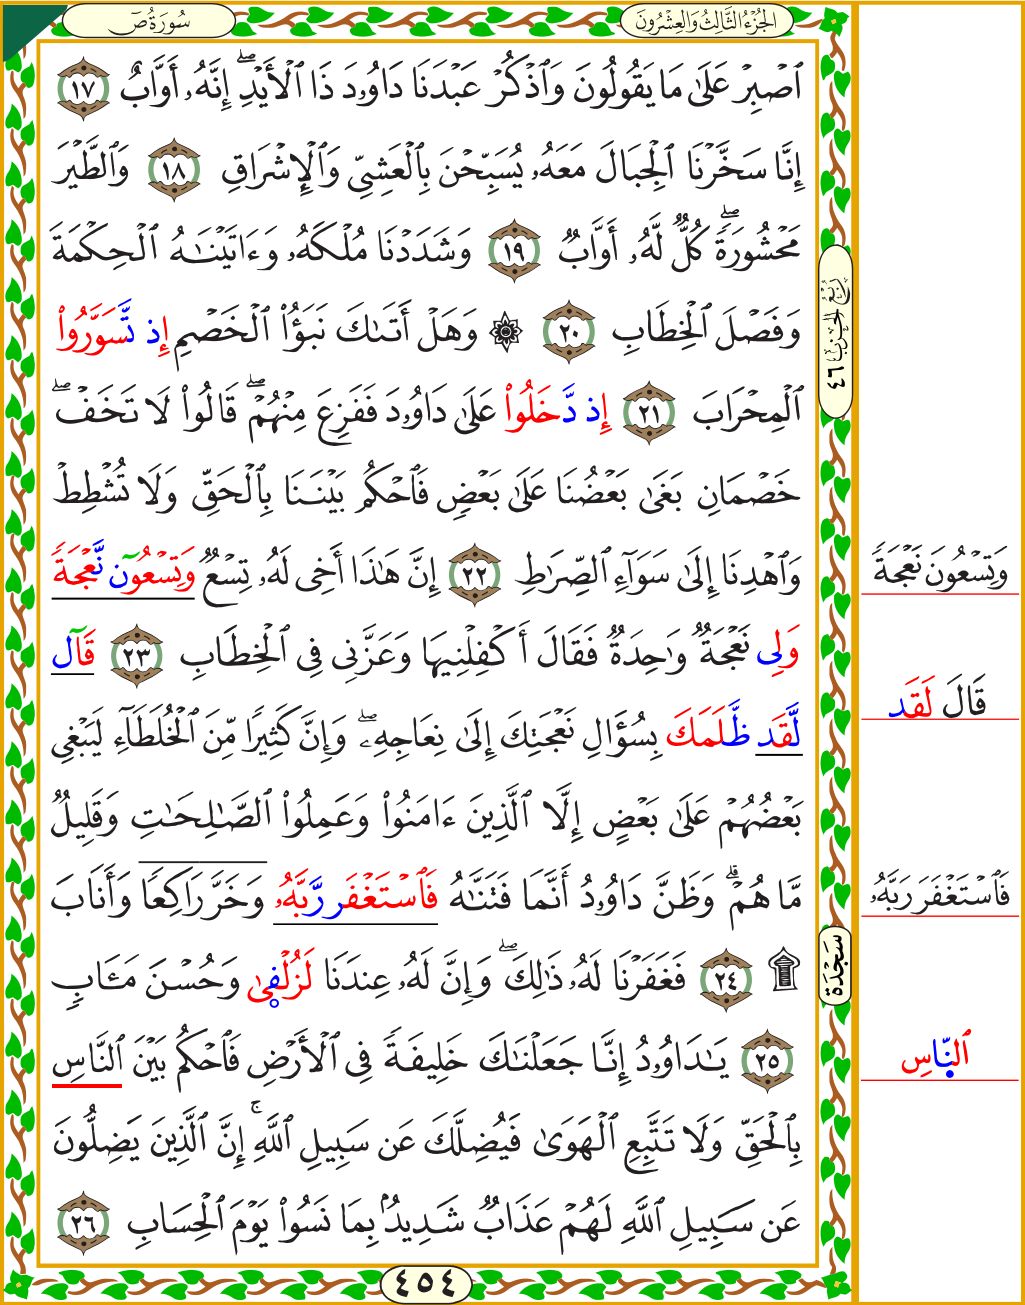 الجُزْءُ الثَّالِثُ وَالعِشْرُونَ
سُورَةُ صٓ
ٱصۡبِرۡ عَلَىٰ مَا يَقُولُونَ وَٱذۡكُرۡ عَبۡدَنَا دَاوُۥدَ ذَا ٱلۡأَيۡدِۖ إِنَّهُۥٓ أَوَّابٌ ١٧
إِنَّا سَخَّرۡنَا ٱلۡجِبَالَ مَعَهُۥ يُسَبِّحۡنَ بِٱلۡعَشِيِّ وَٱلۡإِشۡرَاقِ ١٨ وَٱلطَّيۡرَ
مَحۡشُورَةٗۖ كُلّٞ لَّهُۥٓ أَوَّابٞ ١٩ وَشَدَدۡنَا مُلۡكَهُۥ وَءَاتَيۡنَٰهُ ٱلۡحِكۡمَةَ
وَفَصۡلَ ٱلۡخِطَابِ ٢٠ ۞ وَهَلۡ أَتَىٰكَ نَبَؤُاْ ٱلۡخَصۡمِ إِذ تَّسَوَّرُواْ
ٱلۡمِحۡرَابَ ٢١ إِذ دَّخَلُواْ عَلَىٰ دَاوُۥدَ فَفَزِعَ مِنۡهُمۡۖ قَالُواْ لَا تَخَفۡۖ
خَصۡمَانِ بَغَىٰ بَعۡضُنَا عَلَىٰ بَعۡضٖ فَٱحۡكُم بَيۡنَنَا بِٱلۡحَقِّ وَلَا تُشۡطِطۡ
وَٱهۡدِنَآ إِلَىٰ سَوَآءِ ٱلصِّرَٰطِ ٢٢ إِنَّ هَٰذَآ أَخِي لَهُۥ تِسۡعٞ وَتِسۡعُوٓن نَّعۡجَةٗ
وَلِي نَعۡجَةٞ وَٰحِدَةٞ فَقَالَ أَكۡفِلۡنِيهَا وَعَزَّنِي فِي ٱلۡخِطَابِ ٢٣ قَآل
لَّقَد ظَّلَمَكَ بِسُؤَالِ نَعۡجَتِكَ إِلَىٰ نِعَاجِهِۦۖ وَإِنَّ كَثِيرٗا مِّنَ ٱلۡخُلَطَآءِ لَيَبۡغِي
بَعۡضُهُمۡ عَلَىٰ بَعۡضٍ إِلَّا ٱلَّذِينَ ءَامَنُواْ وَعَمِلُواْ ٱلصَّٰلِحَٰتِ وَقَلِيلٞ
مَّا هُمۡۗ وَظَنَّ دَاوُۥدُ أَنَّمَا فَتَنَّٰهُ فَٱسۡتَغۡفَر رَّبَّهُۥ وَخَرَّ رَاكِعٗا وَأَنَابَ
۩ ٢٤ فَغَفَرۡنَا لَهُۥ ذَٰلِكَۖ وَإِنَّ لَهُۥ عِندَنَا لَزُلۡفَىٰ وَحُسۡنَ مَـَٔابٖ
٢٥ يَٰدَاوُۥدُ إِنَّا جَعَلۡنَٰكَ خَلِيفَةٗ فِي ٱلۡأَرۡضِ فَٱحۡكُم بَيۡنَ ٱلنَّاسِ
بِٱلۡحَقِّ وَلَا تَتَّبِعِ ٱلۡهَوَىٰ فَيُضِلَّكَ عَن سَبِيلِ ٱللَّهِۚ إِنَّ ٱلَّذِينَ يَضِلُّونَ
عَن سَبِيلِ ٱللَّهِ لَهُمۡ عَذَابٞ شَدِيدُۢ بِمَا نَسُواْ يَوۡمَ ٱلۡحِسَابِ ٢٦
٤٥٤
رُبْعُ الحِزْبِ ٤٦
سَجْدَة
وَتِسۡعُونَ نَعۡجَةٗ
قَالَ لَقَد
فَٱسۡتَغۡفَرَ رَبَّهُۥ
ٱلنَّاسِ